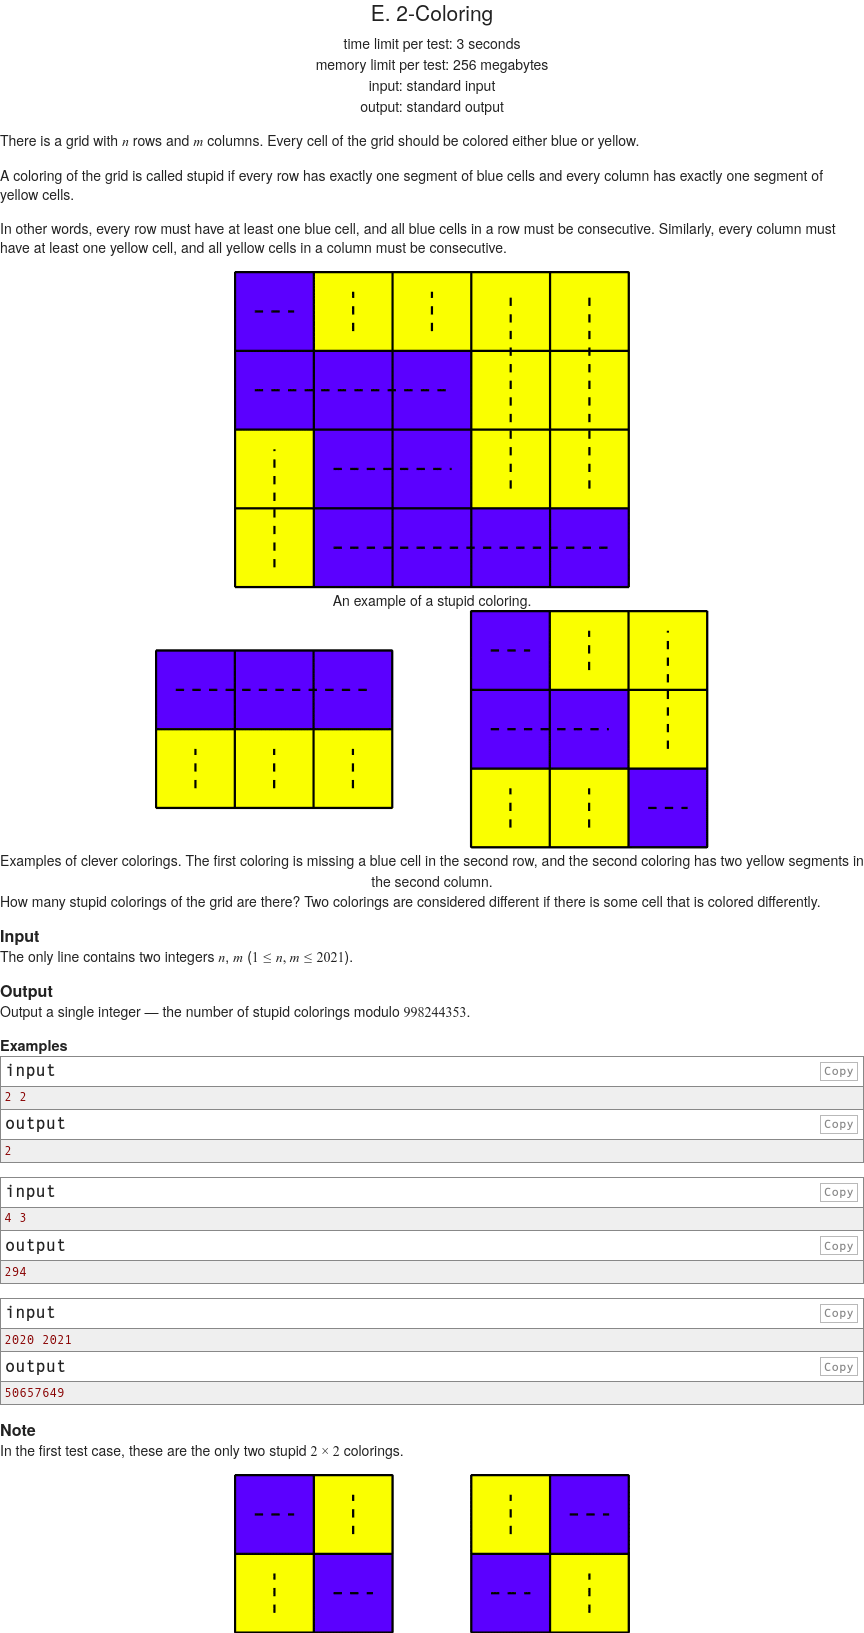 E. 2-Coloring
time limit per test: 3 seconds
memory limit per test: 256 megabytes
input: standard input
output: standard output
There is a grid with n rows and m columns. Every cell of the grid should be colored either blue or yellow.
A coloring of the grid is called stupid if every row has exactly one segment of blue cells and every column has exactly one segment of
yellow cells.
In other words, every row must have at least one blue cell, and all blue cells in a row must be consecutive. Similarly, every column must
have at least one yellow cell, and all yellow cells in a column must be consecutive.
An example of a stupid coloring.
Examples of clever colorings. The first coloring is missing a blue cell in the second row, and the second coloring has two yellow segments in
the second column.
How many stupid colorings of the grid are there? Two colorings are considered different if there is some cell that is colored differently.
Input
The only line contains two integers n, m (1 ≤ n, m ≤ 2021).
Output
Output a single integer — the number of stupid colorings modulo 998244353.
Examples
input
Copy
2 2
output
Copy
2
input
Copy
4 3
output
Copy
294
input
Copy
2020 2021
output
Copy
50657649
Note
In the first test case, these are the only two stupid 2 × 2 colorings.